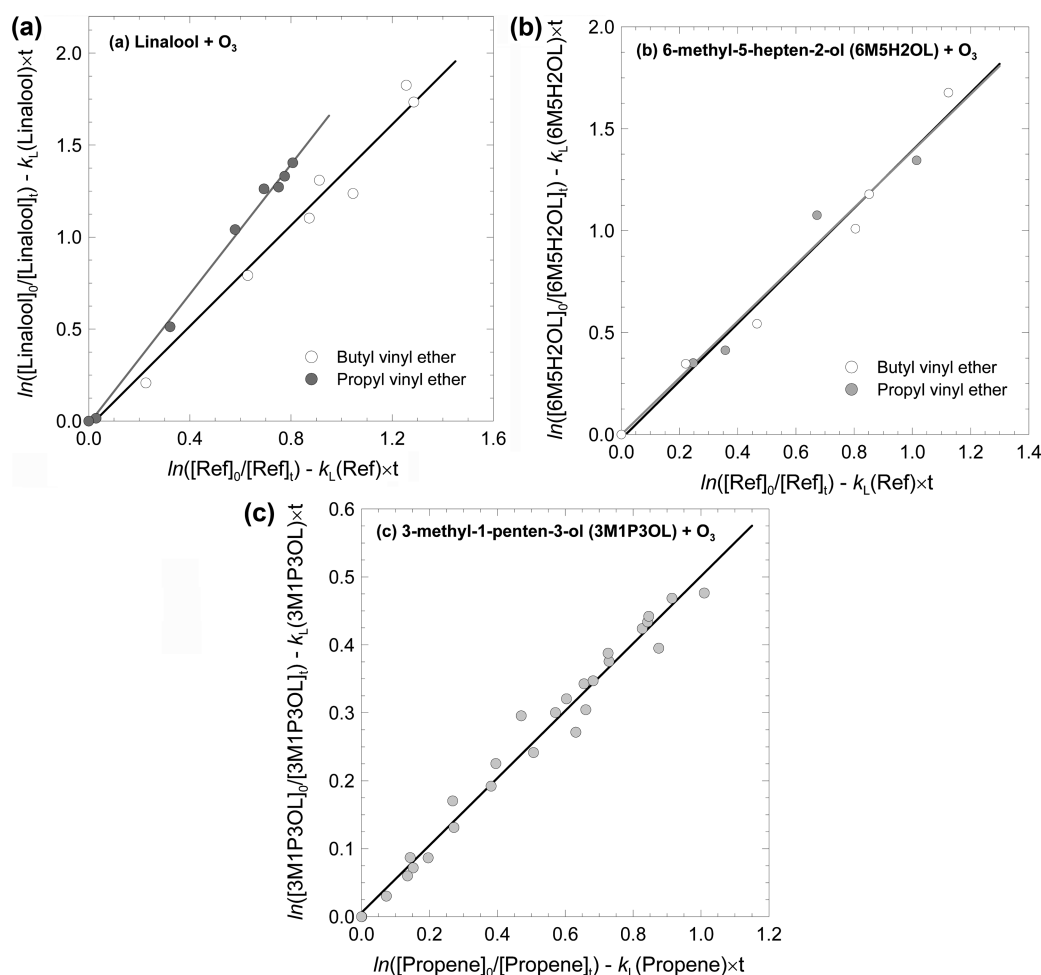 (a)
(a) Linalool + O3
ln([Linalool]0/[Linalool]t) - kL(Linalool)×t
2.0
1.5
1.0
0.5
0.0
Butyl vinyl ether
Propyl vinyl ether
0.0 0.4 0.8 1.2 1.6
ln([Ref]0/[Ref]t) - kL(Ref)×t
(b)
(b) 6-methyl-5-hepten-2-ol (6M5H2OL) + O3
ln([6M5H2OL]0/[6M5H2OL]t) - kL(6M5H2OL)×t
2.0
1.5
1.0
0.5
0.0
Butyl vinyl ether
Propyl vinyl ether
0.0 0.2 0.4 0.6 0.8 1.0 1.2 1.4
ln([Ref]0/[Ref]t) - kL(Ref)×t
(c)
(c) 3-methyl-1-penten-3-ol (3M1P3OL) + O3
ln([3M1P3OL]0/[3M1P3OL]t) - kL(3M1P3OL)×t
0.6
0.5
0.4
0.3
0.2
0.1
0.0
0.0 0.2 0.4 0.6 0.8 1.0 1.2
ln([Propene]0/[Propene]t) - kL(Propene)×t